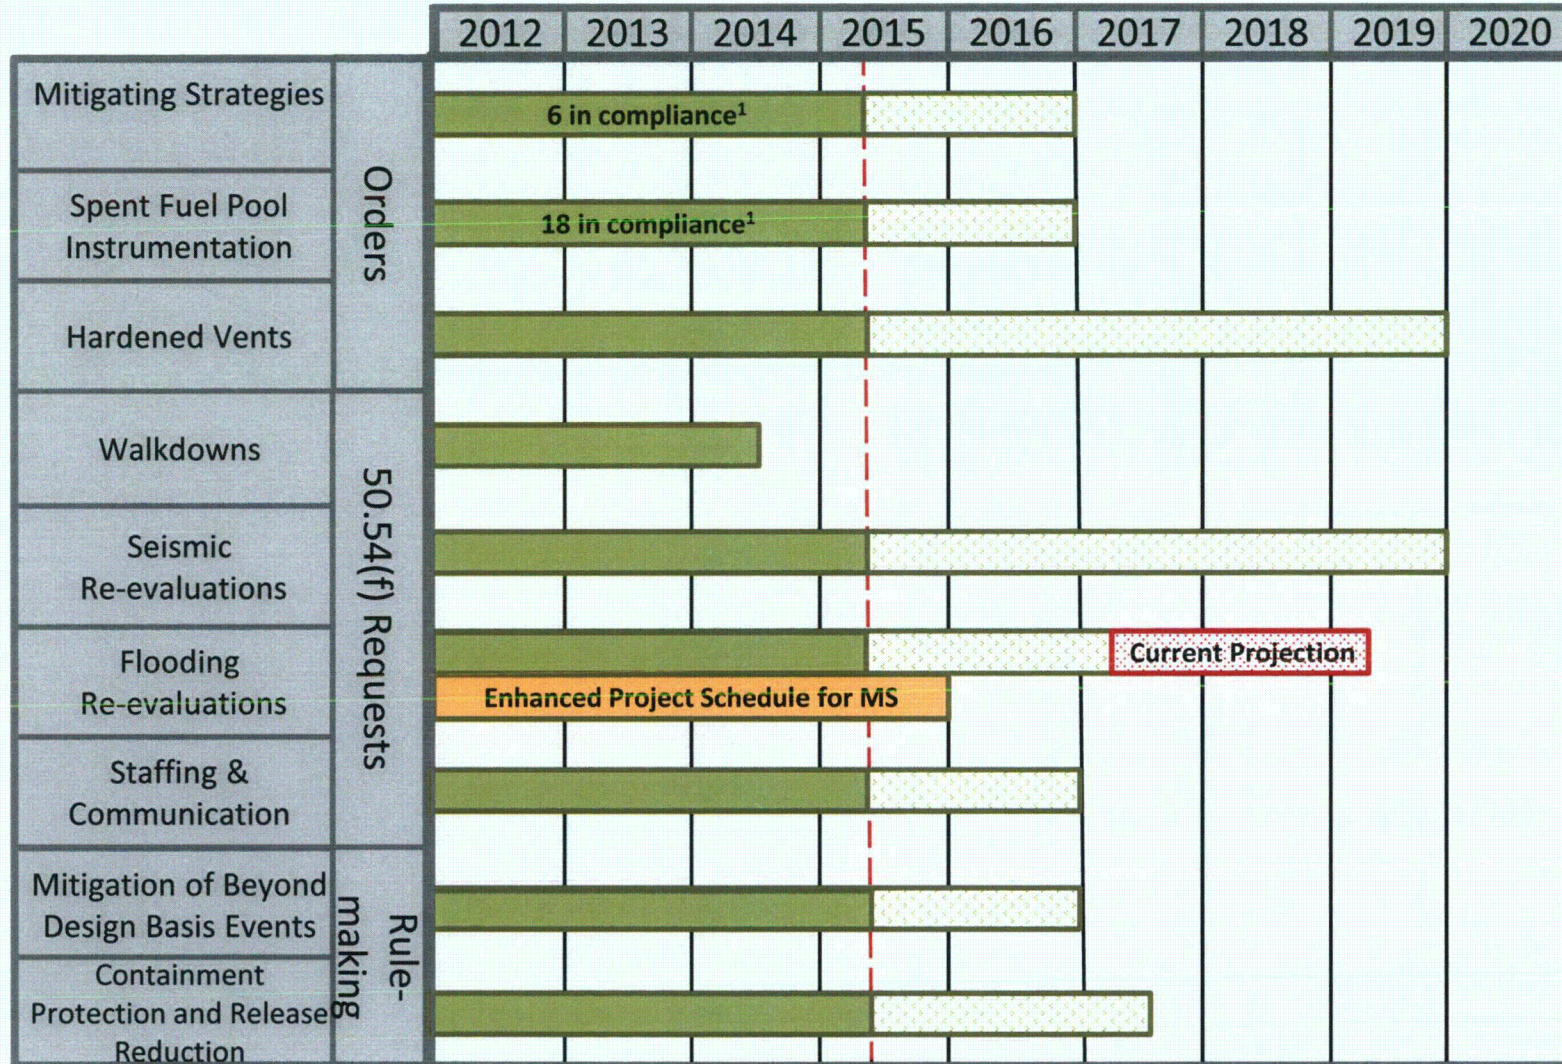 2012 2013 2014 2015 2016 2017 2018 2019 2020
Mitigating Strategies
6 in compliance¹
Orders
Spent Fuel Pool
Instrumentation
18 in compliance¹
Hardened Vents
50.54(f) Requests
Walkdowns
Seismic
Re-evaluations
Flooding
Re-evaluations
Current Projection
Enhanced Project Schedule for MS
Staffing &
Communication
Rule-
making
Mitigation of Beyond
Design Basis Events
Containment
Protection and Release
Reduction